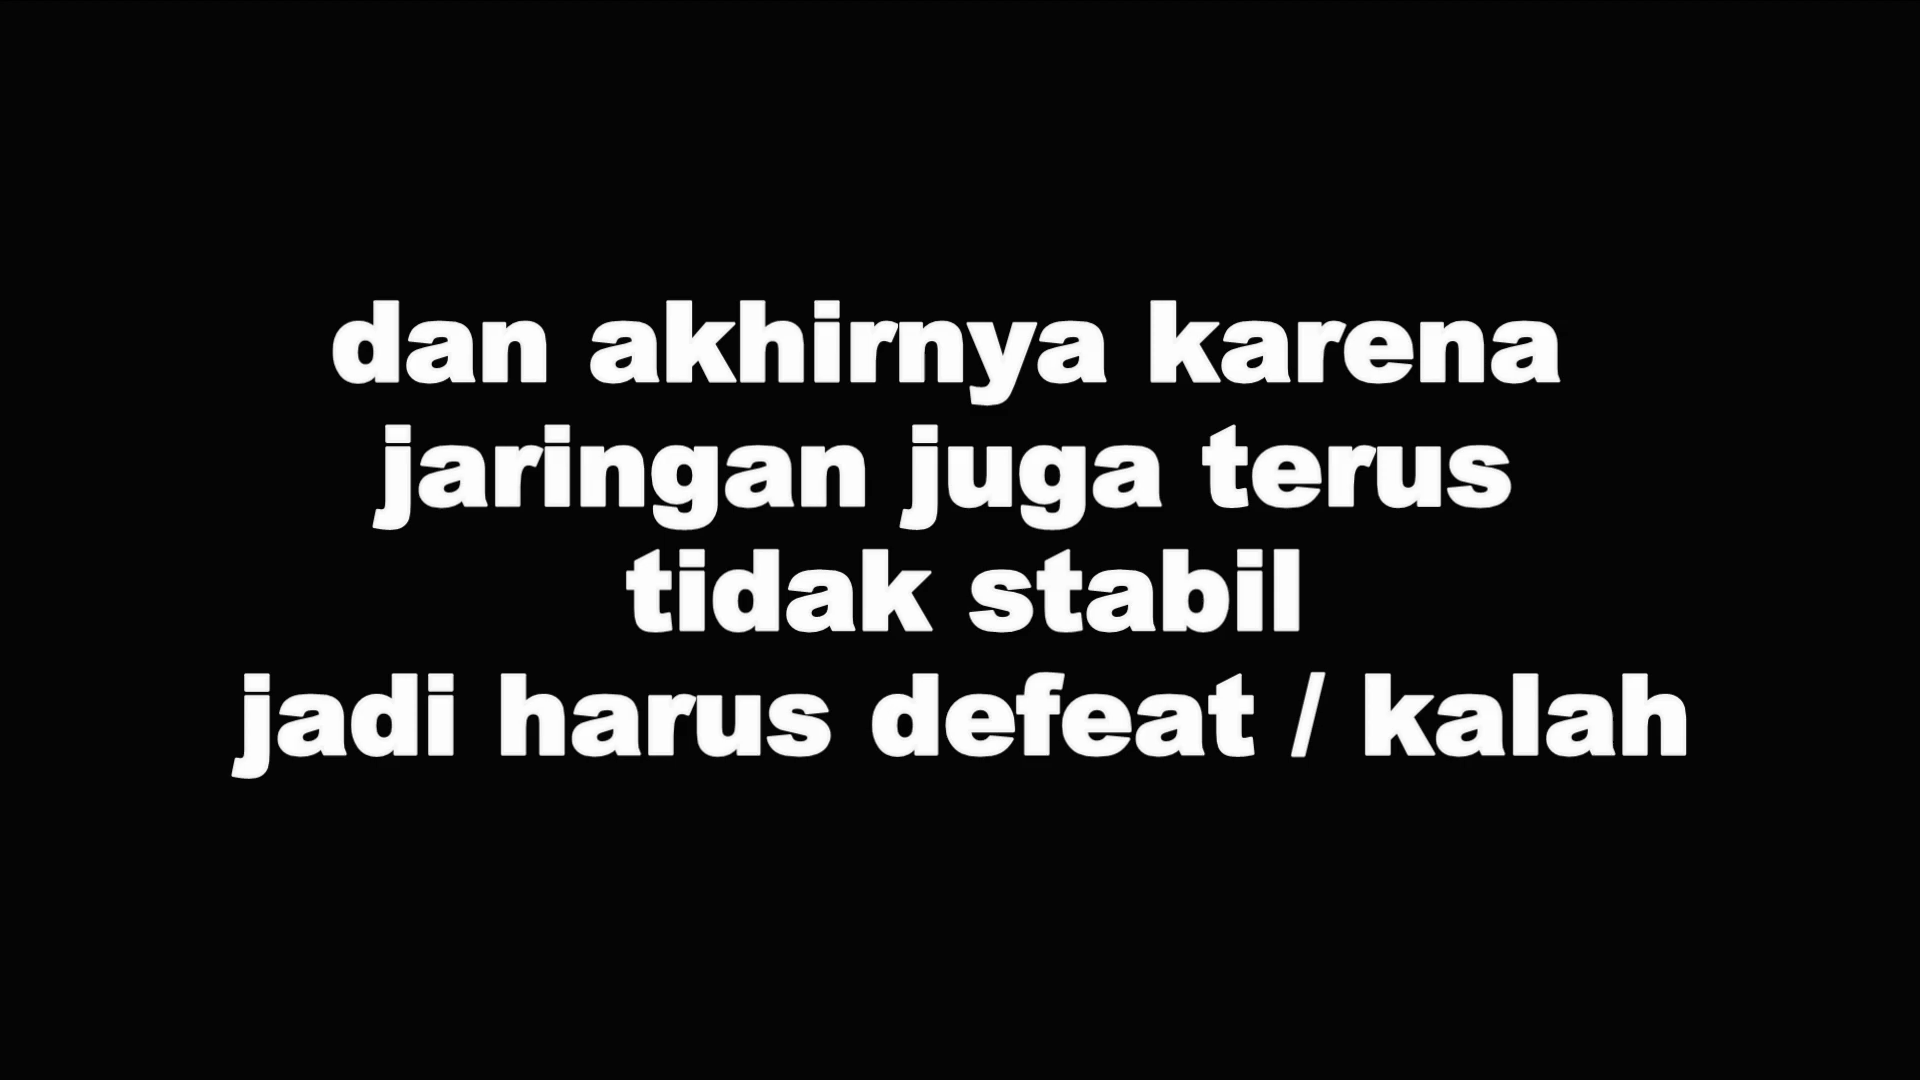 dan akhirnya karena
jaringan juga terus
tidak stabil
jadi harus defeat / kalah